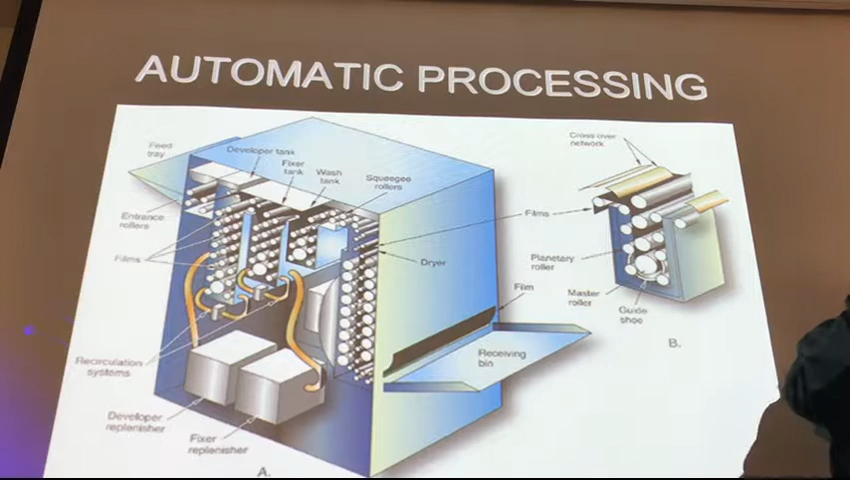 AUTOMATIC PROCESSING
Feed
tray
Developer tank
Fixer
tank
Wash
tank
Squeegee
rollers
Entrance
rollers
Films
Dryer
Recirculation
systems
Developer
replenisher
Fixer
replenisher
A.
Film
Receiving
bin
Cross over
network
Films
Planetary
roller
Master
roller
Guide
shoe
B.